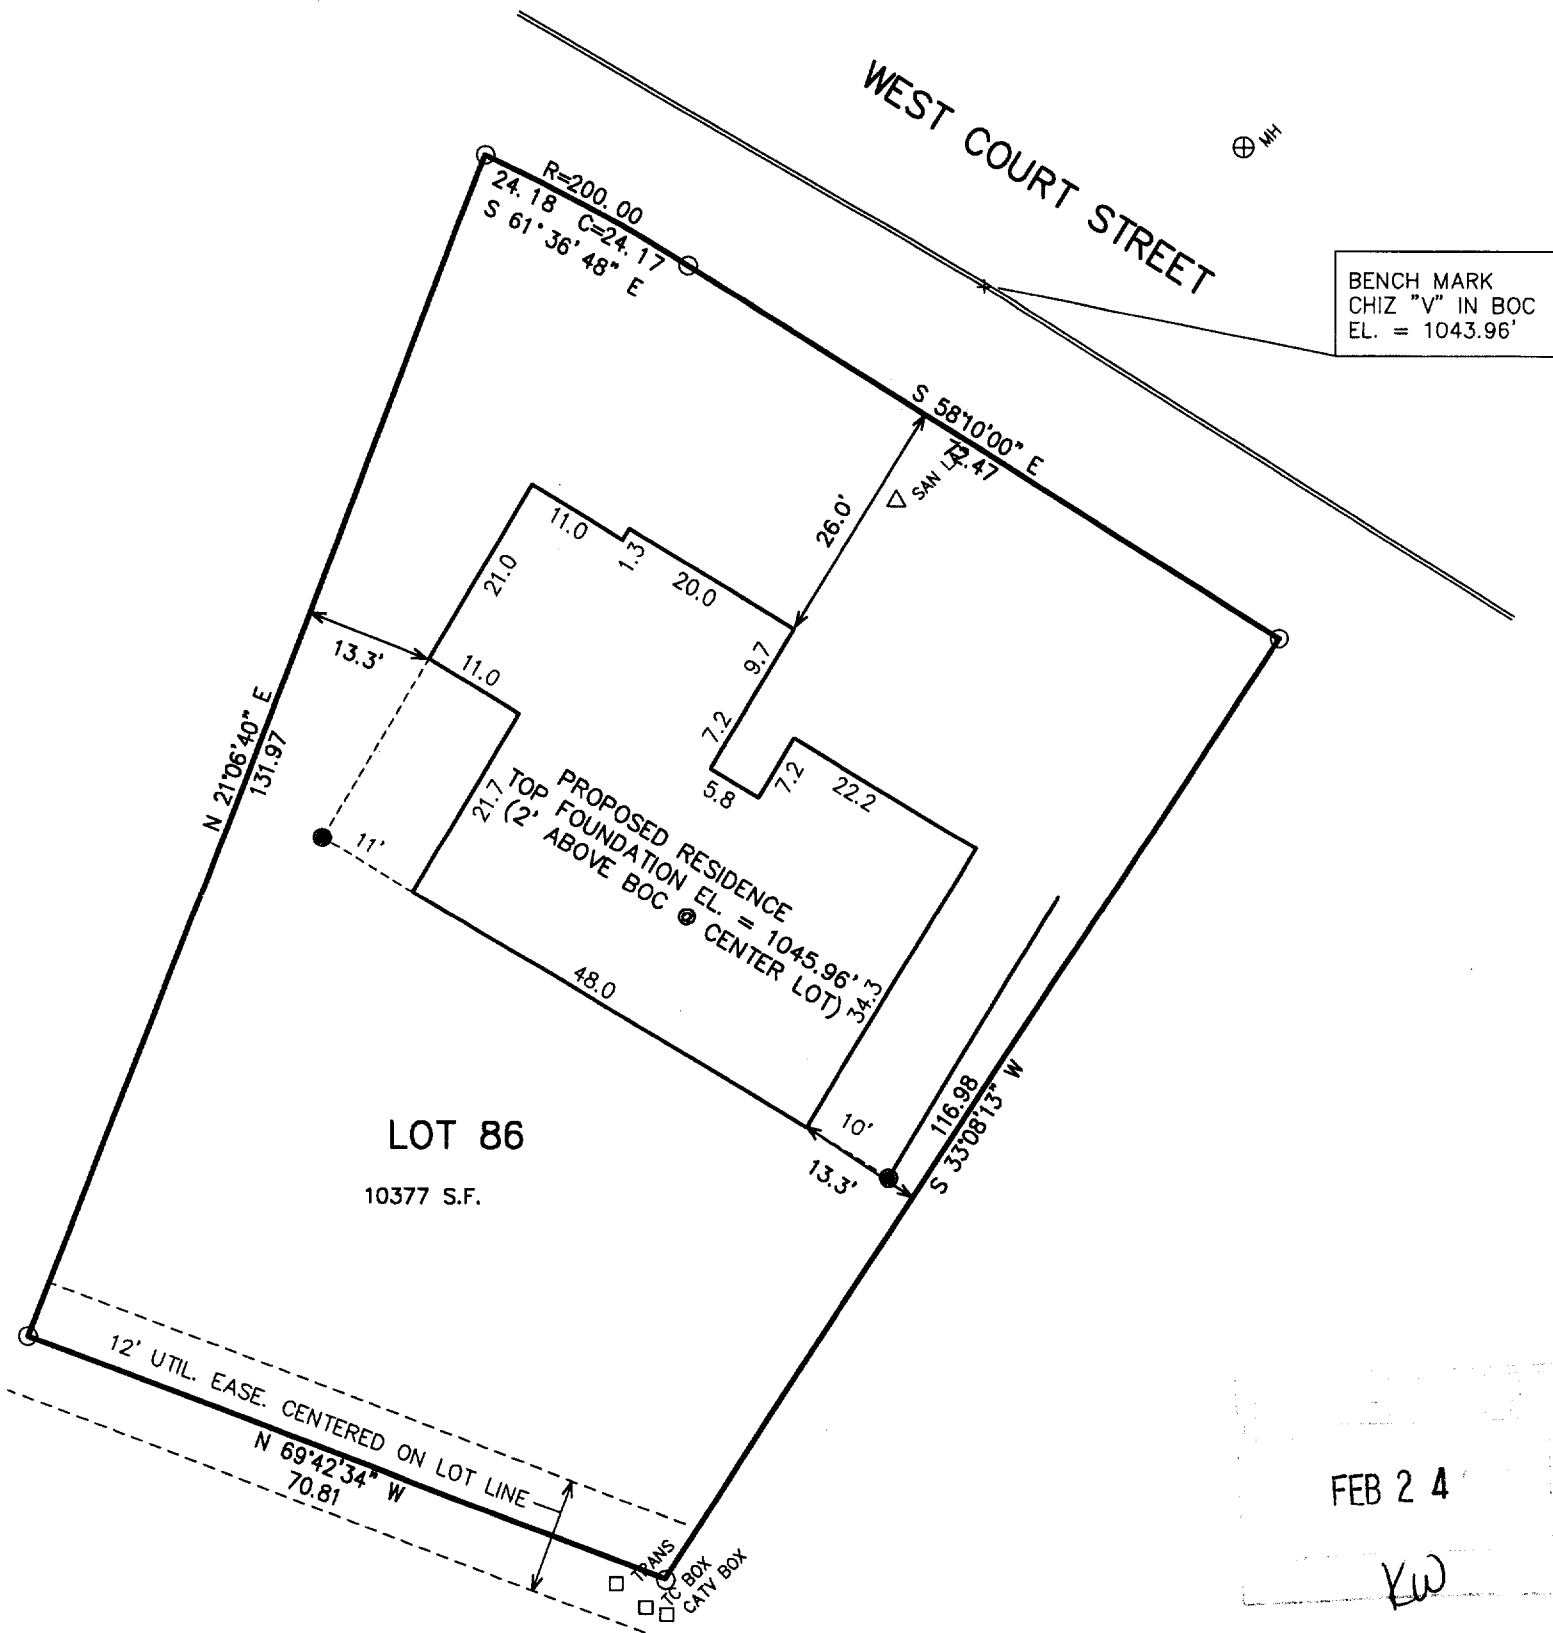 WEST COURT STREET
MH
R=200.00
24.18 C=24.17
S 61°36'48" E
BENCH MARK
CHIZ "V" IN BOC
EL. = 1043.96'
S 58°10'00" E
72.47
SAN
26.0'
11.0
1.3
20.0
21.0
13.3'
11.0
9.7
7.2
5.8
7.2
22.2
N 21°06'40" E
131.97
11'
21.7
PROPOSED RESIDENCE
TOP FOUNDATION EL. = 1045.96'
(2' ABOVE BOC @ CENTER LOT)
34.3
48.0
10'
13.3'
116.98
S 33°08'13" W
LOT 86
10377 S.F.
12' UTIL. EASE. CENTERED ON LOT LINE
N 69°42'34" W
70.81
TRANS
TC BOX
CATV BOX
FEB 24
KW